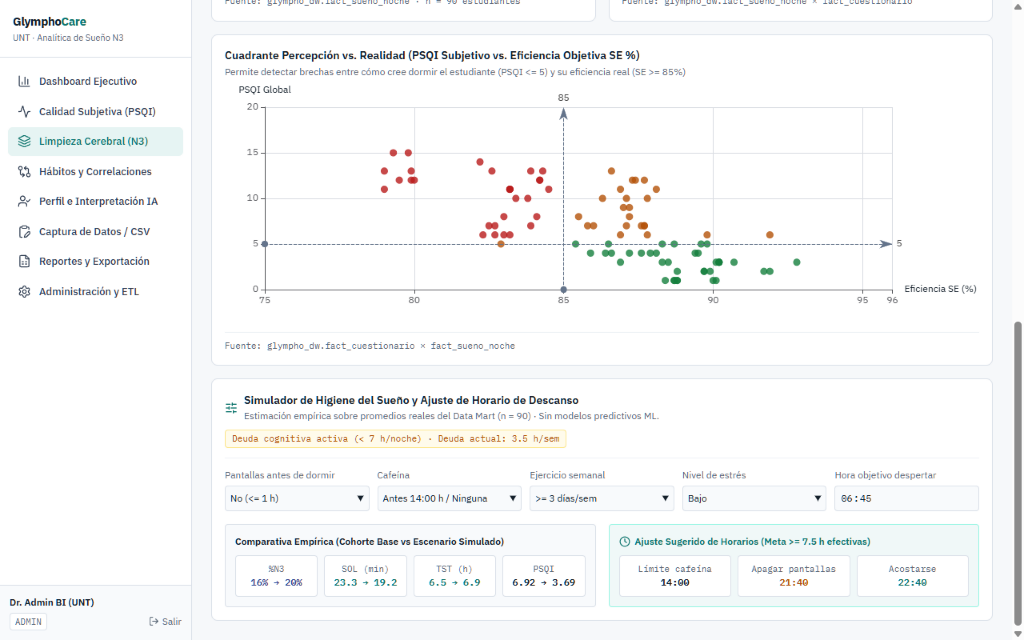 GlymphoCare
UNT · Analítica de Sueño N3
Dashboard Ejecutivo
Calidad Subjetiva (PSQI)
Limpieza Cerebral (N3)
Hábitos y Correlaciones
Perfil e Interpretación IA
Captura de Datos / CSV
Reportes y Exportación
Administración y ETL
Dr. Admin BI (UNT)
ADMIN
Salir
Fuente: glympho_dw.fact_sueno_noche · n = 90 estudiantes
Fuente: glympho_dw.fact_sueno_noche × fact_cuestionario
Cuadrante Percepción vs. Realidad (PSQI Subjetivo vs. Eficiencia Objetiva SE %)
Permite detectar brechas entre cómo cree dormir el estudiante (PSQI <= 5) y su eficiencia real (SE >= 85%)
PSQI Global
85
20
15
10
5
5
0
75
80
85
90
95
96
Eficiencia SE (%)
Fuente: glympho_dw.fact_cuestionario × fact_sueno_noche
Simulador de Higiene del Sueño y Ajuste de Horario de Descanso
Estimación empírica sobre promedios reales del Data Mart (n = 90) · Sin modelos predictivos ML.
Deuda cognitiva activa (< 7 h/noche) · Deuda actual: 3.5 h/sem
Pantallas antes de dormir
No (<= 1 h)
Cafeína
Antes 14:00 h / Ninguna
Ejercicio semanal
>= 3 días/sem
Nivel de estrés
Bajo
Hora objetivo despertar
06:45
Comparativa Empírica (Cohorte Base vs Escenario Simulado)
%N3
16% → 20%
SOL (min)
23.3 → 19.2
TST (h)
6.5 → 6.9
PSQI
6.92 → 3.69
Ajuste Sugerido de Horarios (Meta >= 7.5 h efectivas)
Límite cafeína
14:00
Apagar pantallas
21:40
Acostarse
22:40